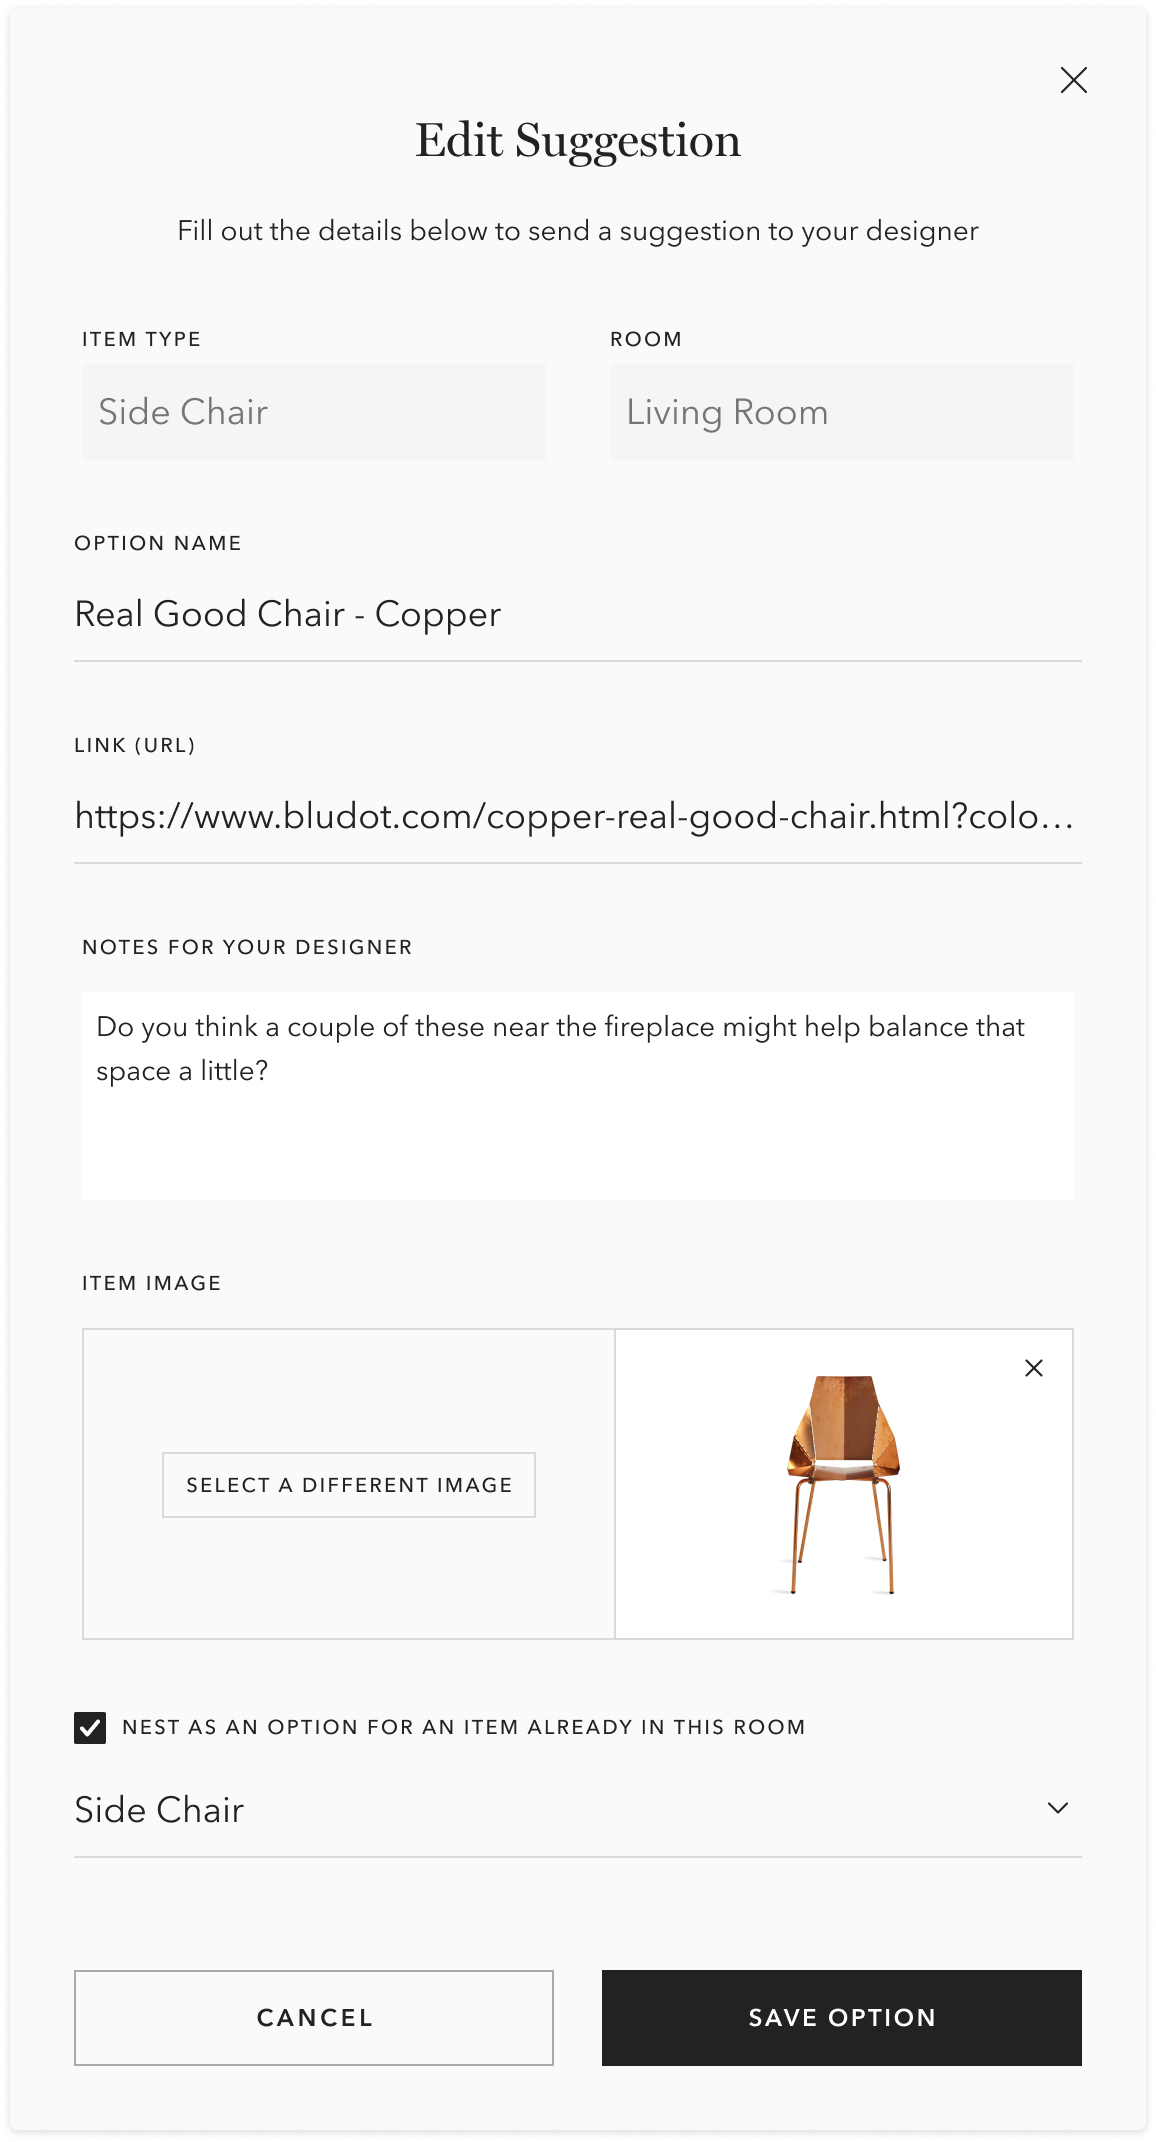 Edit Suggestion
Fill out the details below to send a suggestion to your designer
ITEM TYPE
ROOM
Side Chair
Living Room
OPTION NAME
Real Good Chair - Copper
LINK (URL)
https://www.bludot.com/copper-real-good-chair.html?colo...
NOTES FOR YOUR DESIGNER
Do you think a couple of these near the fireplace might help balance that
space a little?
ITEM IMAGE
SELECT A DIFFERENT IMAGE
NEST AS AN OPTION FOR AN ITEM ALREADY IN THIS ROOM
Side Chair
CANCEL
SAVE OPTION